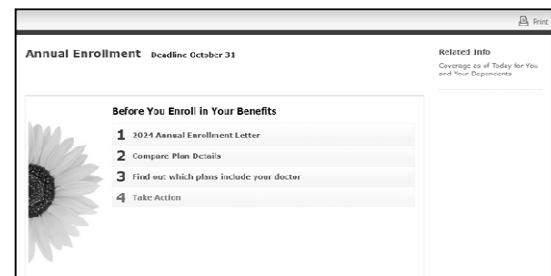 Print
Annual Enrollment Deadline October 31
Related Info
Coverage as of Today for You
and Your Dependents
Before You Enroll in Your Benefits
1 2024 Annual Enrollment Letter
2 Compare Plan Details
3 Find out which plans include your doctor
4 Take Action